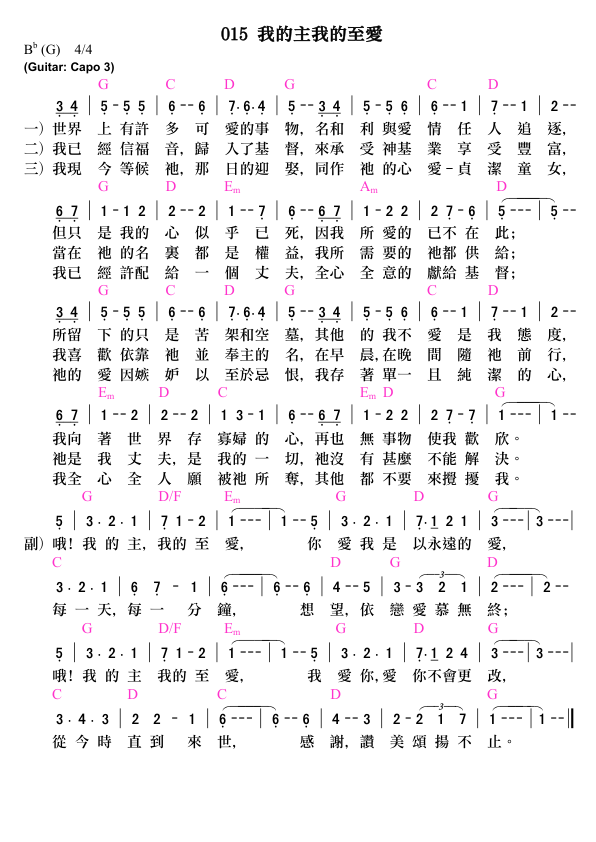 015 我的主我的至愛
B♭ (G) 4/4
(Guitar: Capo 3)
G C D G C D
3 4 | 5 - 5 5 | 6 - - 6 | 7 . 6 . 4 | 5 - - 3 4 | 5 - 5 6 | 6 - - 1 | 7 - - 1 | 2 - -
一) 世界 上 有許 多 可 愛的事 物, 名和 利 與愛 情 任 人 追 逐,
二) 我已 經 信福 音, 歸 入了基 督, 來承 受 神基 業 享 受 豐 富,
三) 我現 今 等候 祂, 那 日的迎 娶, 同作 祂 的心 愛 - 貞 潔 童 女,
G D Em Am D
6 7 | 1 - 1 2 | 2 - - 2 | 1 - - 7 | 6 - - 6 7 | 1 - 2 2 | 2 7 - 6 | 5 - - - | 5 - -
但只 是 我的 心 似 乎 已 死, 因我 所 愛的 已不 在 此;
當在 祂 的名 裏 都 是 權 益, 我所 需 要的 祂都 供 給;
我已 經 許配 給 一 個 丈 夫, 全心 全 意的 獻給 基 督;
G C D G C D
3 4 | 5 - 5 5 | 6 - - 6 | 7 . 6 . 4 | 5 - - 3 4 | 5 - 5 6 | 6 - - 1 | 7 - - 1 | 2 - -
所留 下 的只 是 苦 架和空 墓, 其他 的 我不 愛 是 我 態 度,
我喜 歡 依靠 祂 並 奉主的 名, 在早 晨, 在晚 間 隨 祂 前 行,
祂的 愛 因嫉 妒 以 至於忌 恨, 我存 著 單一 且 純 潔 的 心,
Em D C Em D G
6 7 | 1 - - 2 | 2 - - 2 | 1 3 - 1 | 6 - - 6 7 | 1 - 2 2 | 2 7 - 7 | 1 - - - | 1 - -
我向 著 世 界 存 寡婦 的 心, 再也 無 事物 使我 歡 欣。
祂是 我 丈 夫, 是 我的 一 切, 祂沒 有 甚麼 不能 解 決。
我全 心 全 人 願 被祂 所 奪, 其他 都 不要 來攪 擾 我。
G D/F Em G D G
5 | 3 . 2 . 1 | 7 1 - 2 | 1 - - - | 1 - - 5 | 3 . 2 . 1 | 7 . 1 2 1 | 3 - - - | 3 - - -
副) 哦! 我 的 主, 我的 至 愛, 你 愛 我 是 以永遠的 愛,
C D G D
3 . 2 . 1 | 6 7 - 1 | 6 - - - | 6 - - 6 | 4 - - 5 | 3 - 3 2 1 | 2 - - - | 2 - -
每 一 天, 每 一 分 鐘, 想 望, 依 戀 愛 慕 無 終;
G D/F Em G D G
5 | 3 . 2 . 1 | 7 1 - 2 | 1 - - - | 1 - - 5 | 3 . 2 . 1 | 7 . 1 2 4 | 3 - - - | 3 - - -
哦! 我 的 主 我的 至 愛, 我 愛 你, 愛 你不會更 改,
C D C D G
3 . 4 . 3 | 2 2 - 1 | 6 - - - | 6 - - 6 | 4 - - 3 | 2 - 2 1 7 | 1 - - - | 1 - - ‖
從 今 時 直 到 來 世, 感 謝, 讚 美 頌 揚 不 止。